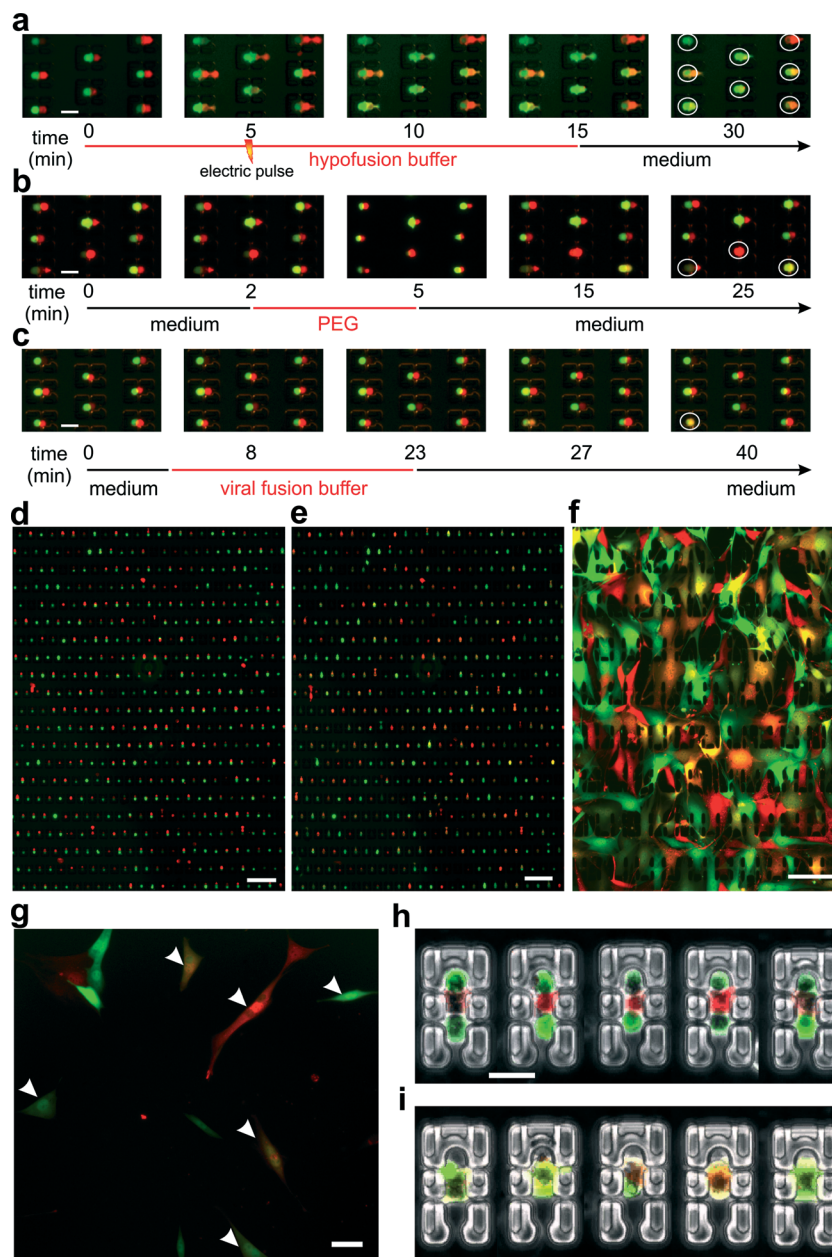 a
time
(min)
0
5
10
15
30
electric pulse
hypofusion buffer
medium
b
time
(min)
0
2
5
15
25
medium
PEG
medium
c
time
(min)
0
8
23
27
40
medium
viral fusion buffer
medium
d
e
f
g
h
i